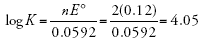 log K = nE°/0.0592 = 2(0.12)/0.0592 = 4.05